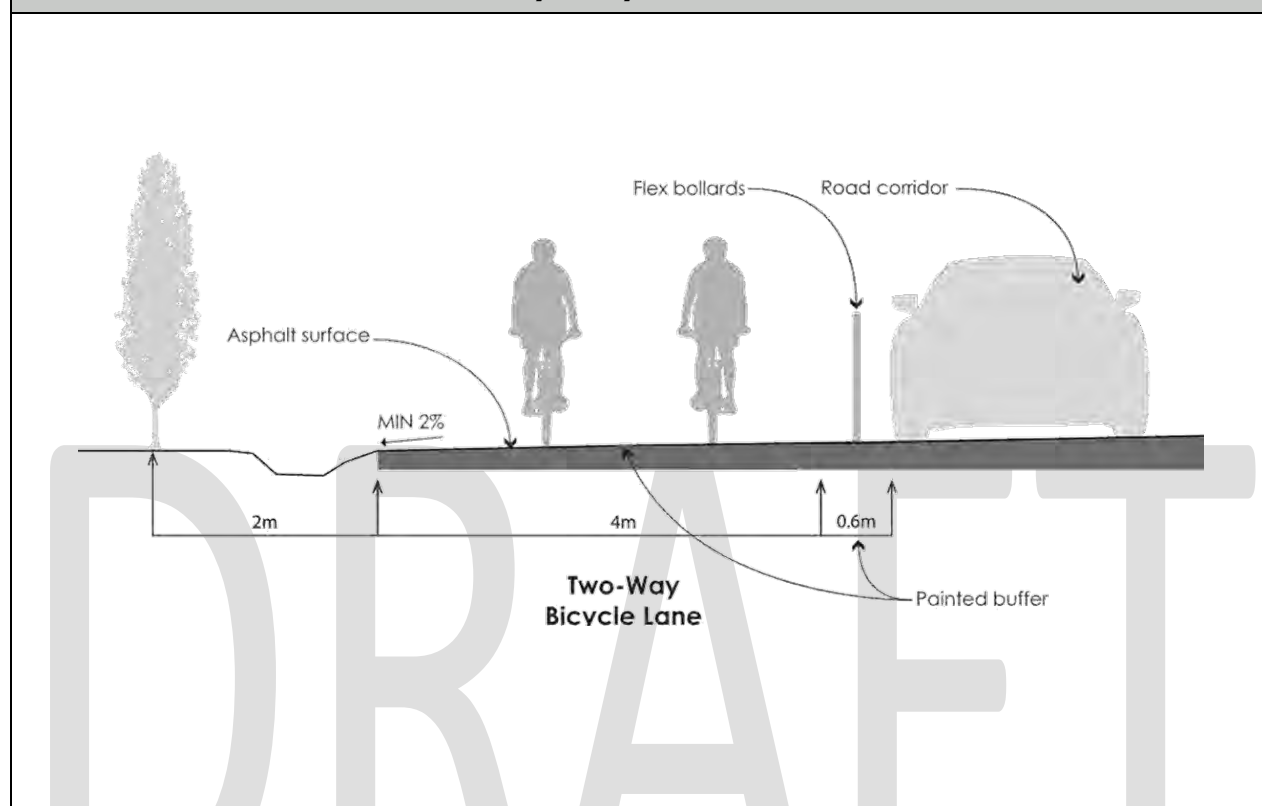 Flex bollards
Road corridor
Asphalt surface
MIN 2%
2m
4m
0.6m
Two-Way
Bicycle Lane
Painted buffer
DRAFT